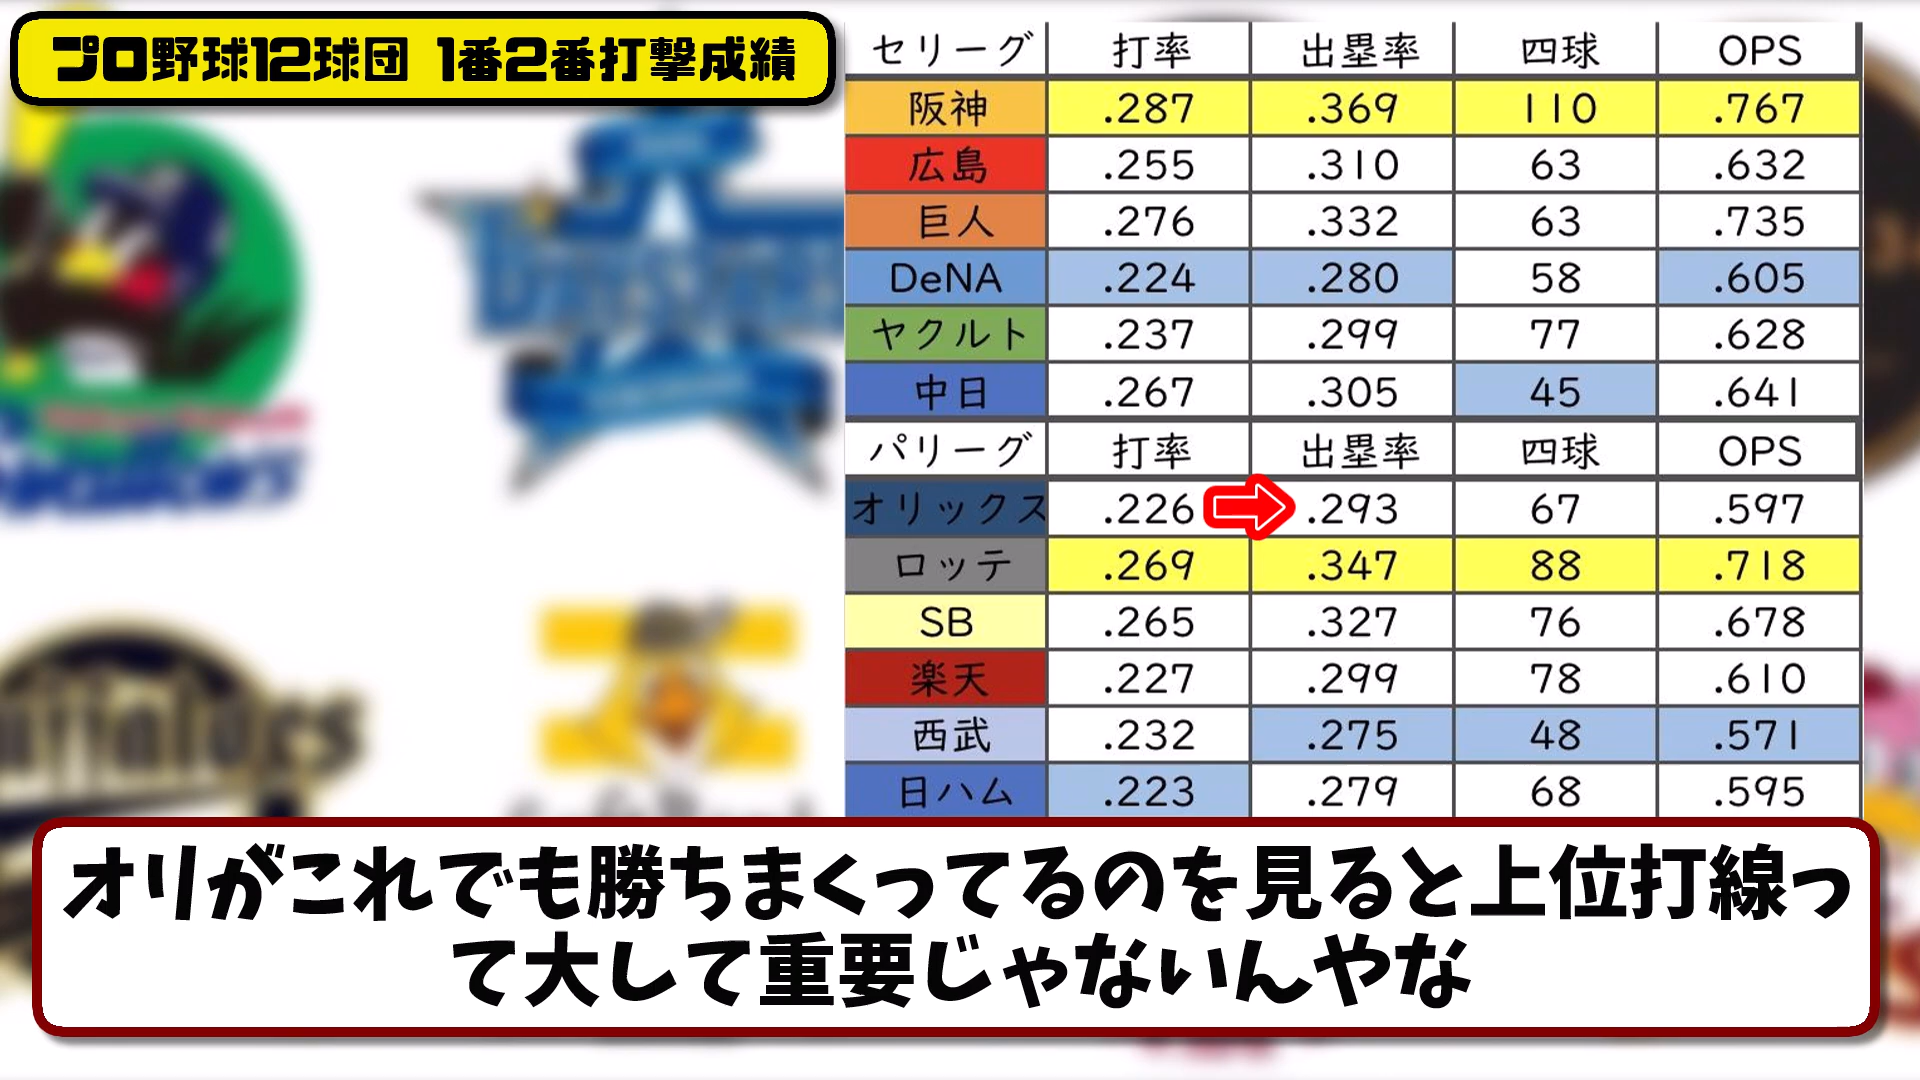 プロ野球12球団 1番2番打撃成績
セリーグ 打率 出塁率 四球 OPS
阪神 .287 .369 110 .767
広島 .255 .310 63 .632
巨人 .276 .332 63 .735
DeNA .224 .280 58 .605
ヤクルト .237 .299 77 .628
中日 .267 .305 45 .641
パリーグ 打率 出塁率 四球 OPS
オリックス .226 .293 67 .597
ロッテ .269 .347 88 .718
SB .265 .327 76 .678
楽天 .227 .299 78 .610
西武 .232 .275 48 .571
日ハム .223 .279 68 .595
オリがこれでも勝ちまくってるのを見ると上位打線っ
て大して重要じゃないんやな